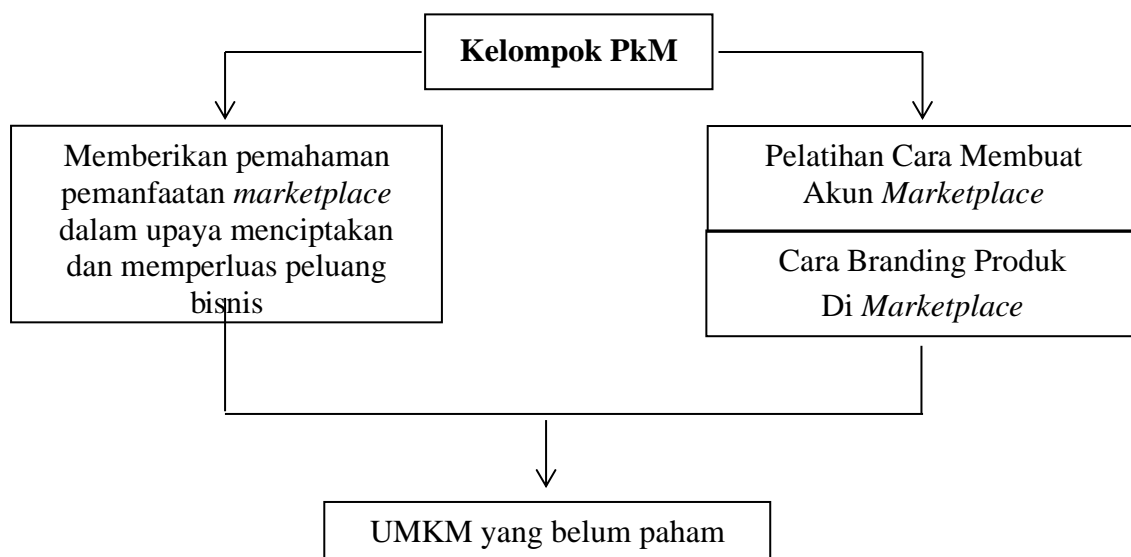 Kelompok PkM
Memberikan pemahaman
pemanfaatan marketplace
dalam upaya menciptakan
dan memperluas peluang
bisnis
Pelatihan Cara Membuat
Akun Marketplace
Cara Branding Produk
Di Marketplace
UMKM yang belum paham